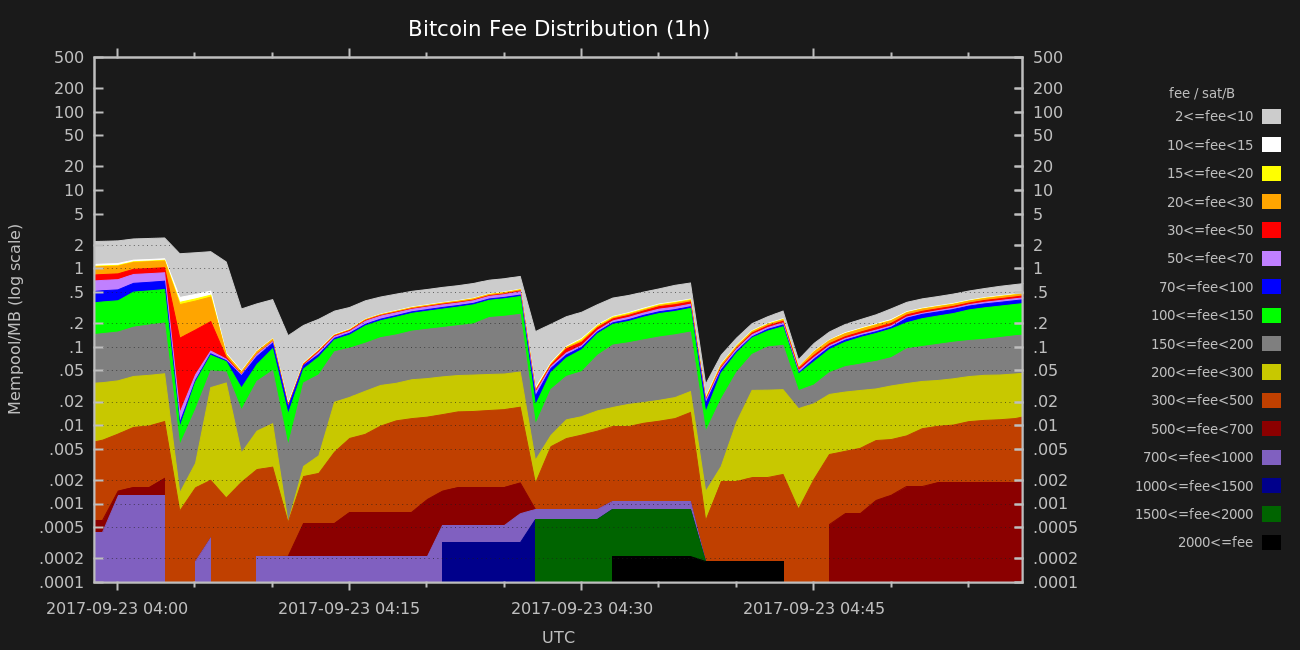 Bitcoin Fee Distribution (1h)
Mempool/MB (log scale)
500
200
100
50
20
10
5
2
1
.5
.2
.1
.05
.02
.01
.005
.002
.001
.0005
.0002
.0001
500
200
100
50
20
10
5
2
1
.5
.2
.1
.05
.02
.01
.005
.002
.001
.0005
.0002
.0001
2017-09-23 04:00
2017-09-23 04:15
2017-09-23 04:30
2017-09-23 04:45
UTC
fee / sat/B
2<=fee<10
10<=fee<15
15<=fee<20
20<=fee<30
30<=fee<50
50<=fee<70
70<=fee<100
100<=fee<150
150<=fee<200
200<=fee<300
300<=fee<500
500<=fee<700
700<=fee<1000
1000<=fee<1500
1500<=fee<2000
2000<=fee